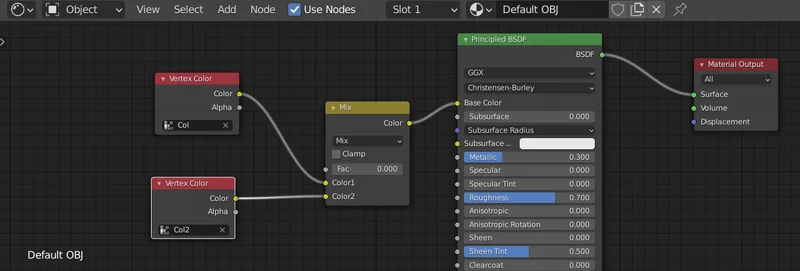 Object
View
Select
Add
Node
Use Nodes
Slot 1
Default OBJ
Vertex Color
Color
Alpha
Col
Vertex Color
Color
Alpha
Col2
Mix
Color
Mix
Clamp
Fac 0.000
Color1
Color2
Principled BSDF
BSDF
GGX
Christensen-Burley
Base Color
Subsurface 0.000
Subsurface Radius
Subsurface ...
Metallic 0.300
Specular 0.000
Specular Tint 0.000
Roughness 0.700
Anisotropic 0.000
Anisotropic Rotation 0.000
Sheen 0.000
Sheen Tint 0.500
Clearcoat 0.000
Material Output
All
Surface
Volume
Displacement
Default OBJ